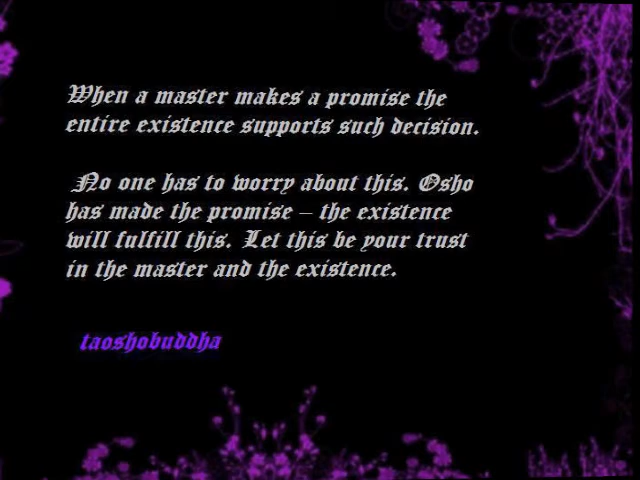 When a master makes a promise the
entire existence supports such decision.
No one has to worry about this. Osho
has made the promise – the existence
will fulfill this. Let this be your trust
in the master and the existence.
taoshobuddha